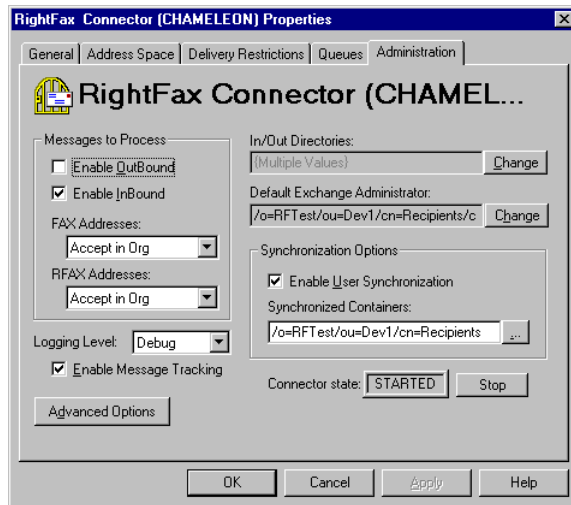 RightFax Connector (CHAMELEON) Properties
General Address Space Delivery Restrictions Queues Administration
RightFax Connector (CHAMEL...
Messages to Process
Enable OutBound
Enable InBound
FAX Addresses:
Accept in Org
RFAX Addresses:
Accept in Org
Logging Level: Debug
Enable Message Tracking
Advanced Options
In/Out Directories:
{Multiple Values} Change
Default Exchange Administrator:
/o=RFTest/ou=Dev1/cn=Recipients/c Change
Synchronization Options
Enable User Synchronization
Synchronized Containers:
/o=RFTest/ou=Dev1/cn=Recipients ...
Connector state: STARTED Stop
OK Cancel Apply Help